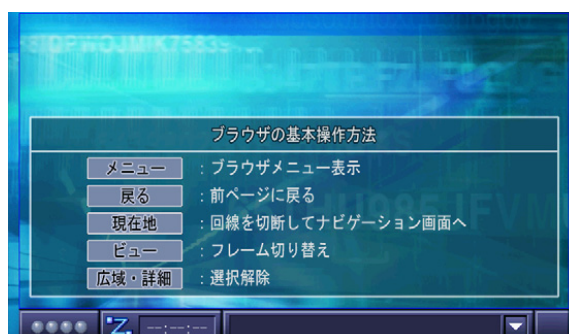 ブラウザの基本操作方法
メニュー : ブラウザメニュー表示
戻る : 前ページに戻る
現在地 : 回線を切断してナビゲーション画面へ
ビュー : フレーム切り替え
広域・詳細 : 選択解除
Z. --:--:--